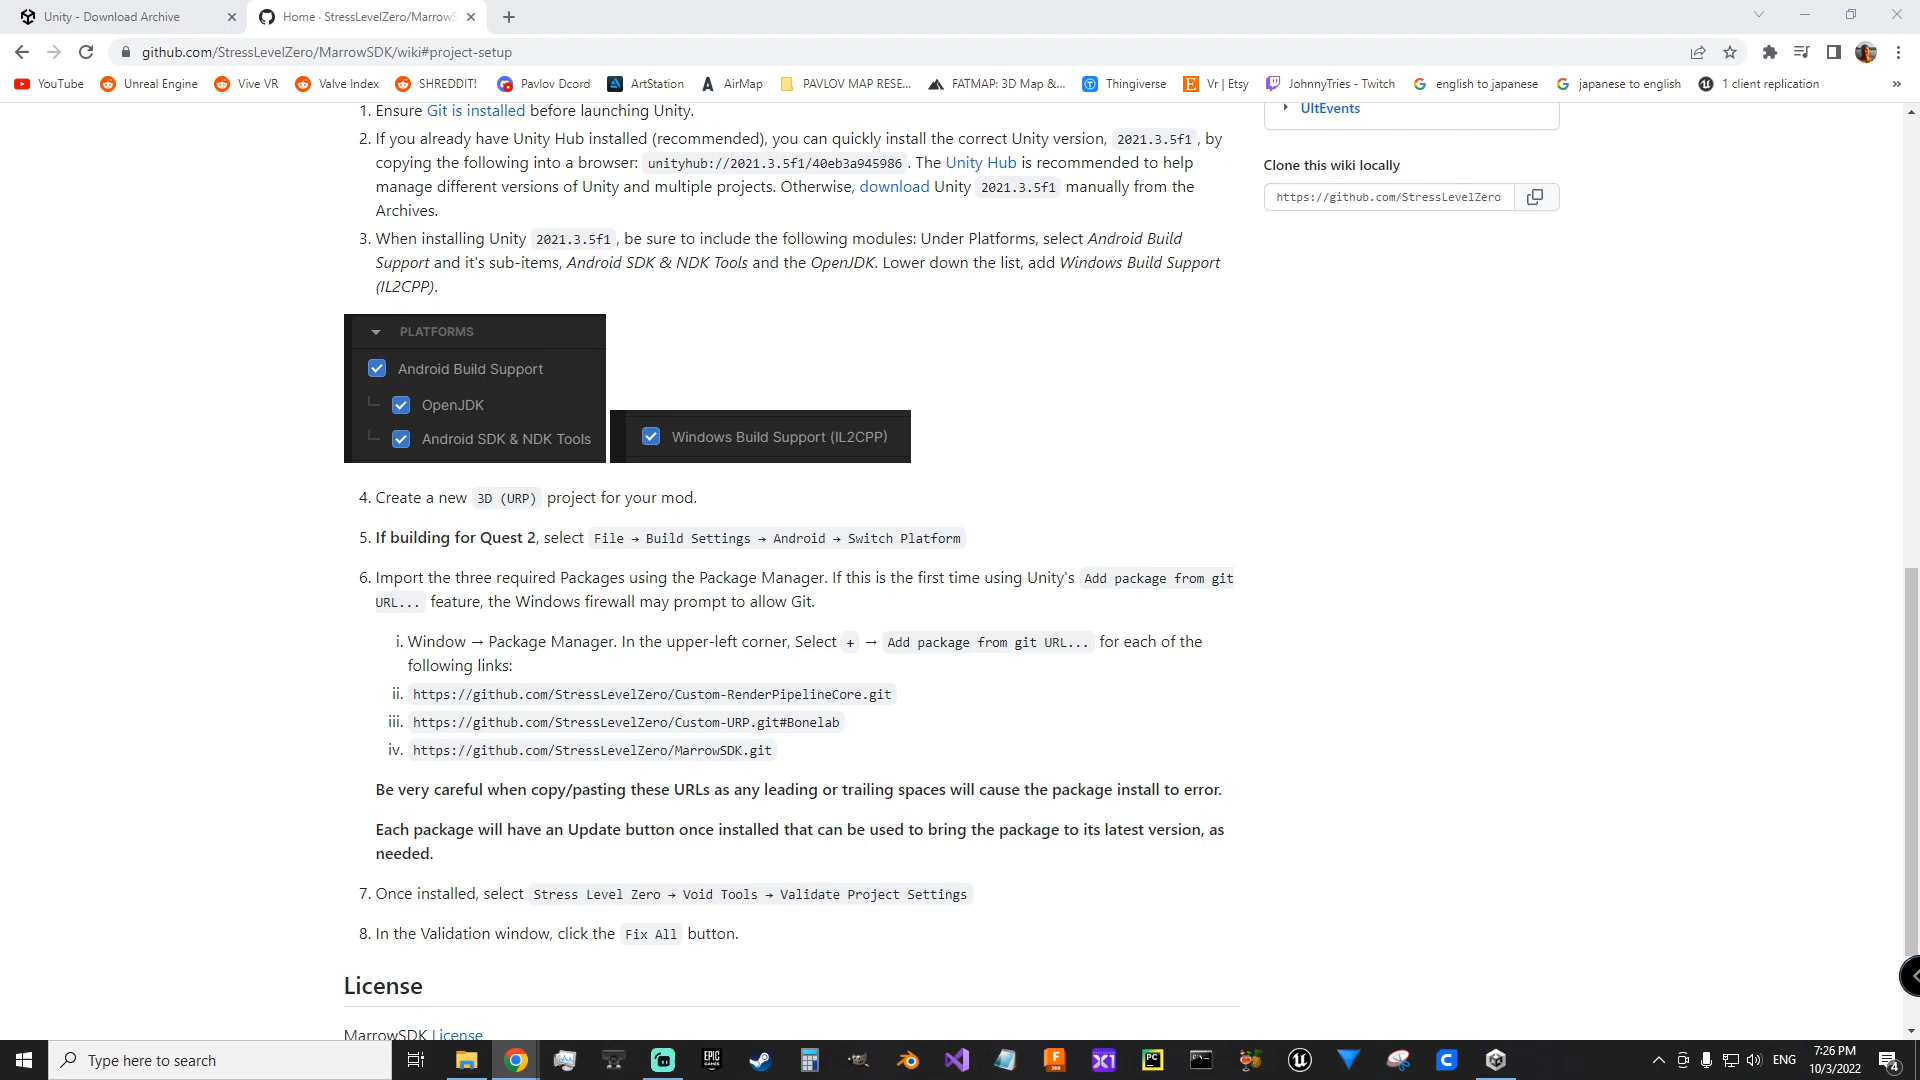 Unity - Download Archive
Home · StressLevelZero/MarrowS
github.com/StressLevelZero/MarrowSDK/wiki#project-setup
YouTube
Unreal Engine
Vive VR
Valve Index
SHREDDIT!
Pavlov Dcord
ArtStation
AirMap
PAVLOV MAP RESE...
FATMAP: 3D Map &...
Thingiverse
Vr | Etsy
JohnnyTries - Twitch
english to japanese
japanese to english
1 client replication
»
1. Ensure Git is installed before launching Unity.
2. If you already have Unity Hub installed (recommended), you can quickly install the correct Unity version, 2021.3.5f1 , by
copying the following into a browser: unityhub://2021.3.5f1/40eb3a945986 . The Unity Hub is recommended to help
manage different versions of Unity and multiple projects. Otherwise, download Unity 2021.3.5f1 manually from the
Archives.
3. When installing Unity 2021.3.5f1 , be sure to include the following modules: Under Platforms, select Android Build
Support and it's sub-items, Android SDK & NDK Tools and the OpenJDK. Lower down the list, add Windows Build Support
(IL2CPP).
PLATFORMS
Android Build Support
OpenJDK
Android SDK & NDK Tools
Windows Build Support (IL2CPP)
4. Create a new 3D (URP) project for your mod.
5. If building for Quest 2, select File → Build Settings → Android → Switch Platform
6. Import the three required Packages using the Package Manager. If this is the first time using Unity's Add package from git
URL... feature, the Windows firewall may prompt to allow Git.
i. Window → Package Manager. In the upper-left corner, Select + → Add package from git URL... for each of the
following links:
ii. https://github.com/StressLevelZero/Custom-RenderPipelineCore.git
iii. https://github.com/StressLevelZero/Custom-URP.git#Bonelab
iv. https://github.com/StressLevelZero/MarrowSDK.git
Be very careful when copy/pasting these URLs as any leading or trailing spaces will cause the package install to error.
Each package will have an Update button once installed that can be used to bring the package to its latest version, as
needed.
7. Once installed, select Stress Level Zero → Void Tools → Validate Project Settings
8. In the Validation window, click the Fix All button.
License
MarrowSDK License
UltEvents
Clone this wiki locally
https://github.com/StressLevelZero
Type here to search
EPIC
GAMES
F
360
X1
PC
C
ENG
7:26 PM
10/3/2022
4